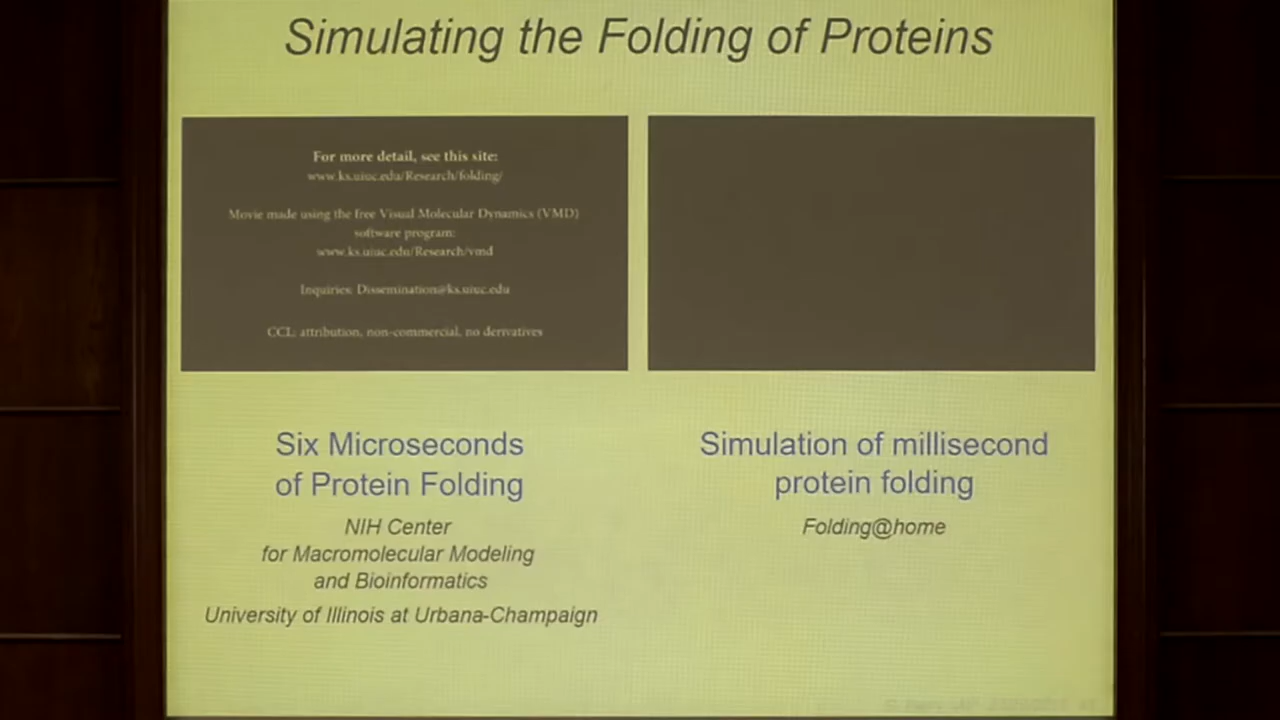 Simulating the Folding of Proteins
For more detail, see this site:
www.ks.uiuc.edu/Research/folding/
Movie made using the free Visual Molecular Dynamics (VMD)
software program:
www.ks.uiuc.edu/Research/vmd
Inquiries: Dissemination@ks.uiuc.edu
CCL: attribution, non-commercial, no derivatives
Six Microseconds
of Protein Folding
NIH Center
for Macromolecular Modeling
and Bioinformatics
University of Illinois at Urbana-Champaign
Simulation of millisecond
protein folding
Folding@home